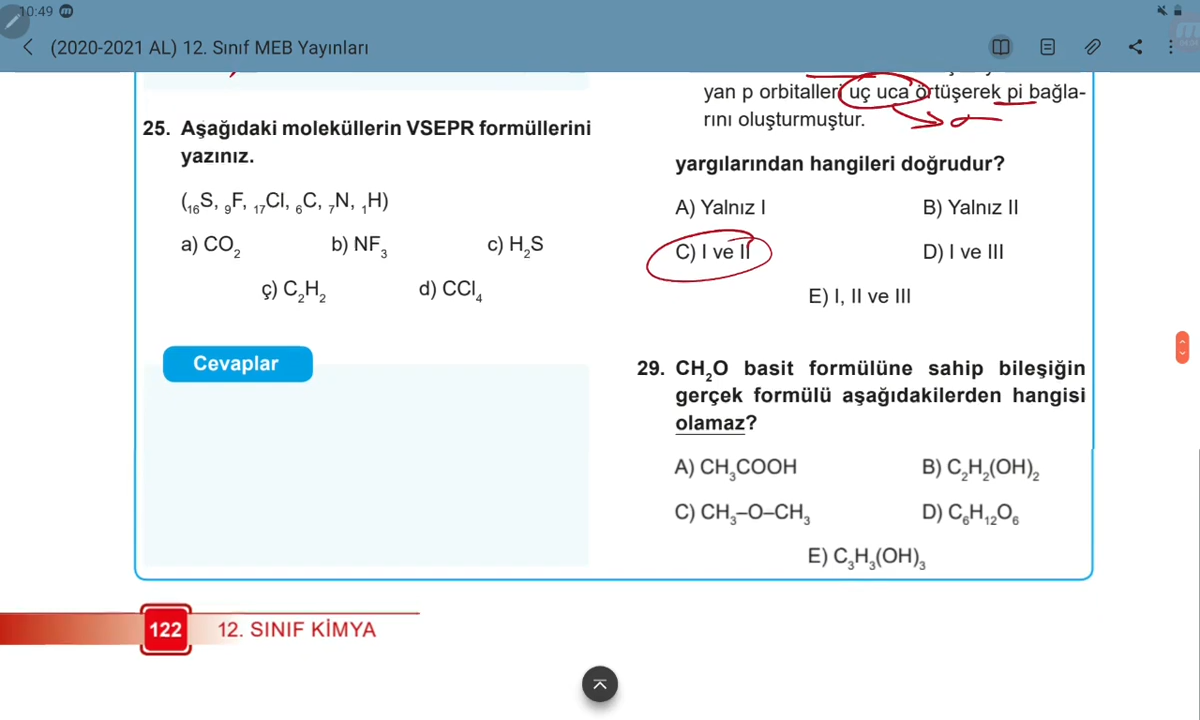 10:49
(2020-2021 AL) 12. Sınıf MEB Yayınları
25. Aşağıdaki moleküllerin VSEPR formüllerini
yazınız.
(₁₆S, ₉F, ₁₇Cl, ₆C, ₇N, ₁H)
a) CO₂ b) NF₃ c) H₂S
ç) C₂H₂ d) CCl₄
Cevaplar
yan p orbitalleri uç uca örtüşerek pi bağla-
rını oluşturmuştur.
yargılarından hangileri doğrudur?
A) Yalnız I B) Yalnız II
C) I ve II D) I ve III
E) I, II ve III
29. CH₂O basit formülüne sahip bileşiğin
gerçek formülü aşağıdakilerden hangisi
olamaz?
A) CH₃COOH B) C₂H₂(OH)₂
C) CH₃–O–CH₃ D) C₆H₁₂O₆
E) C₃H₃(OH)₃
122 12. SINIF KİMYA